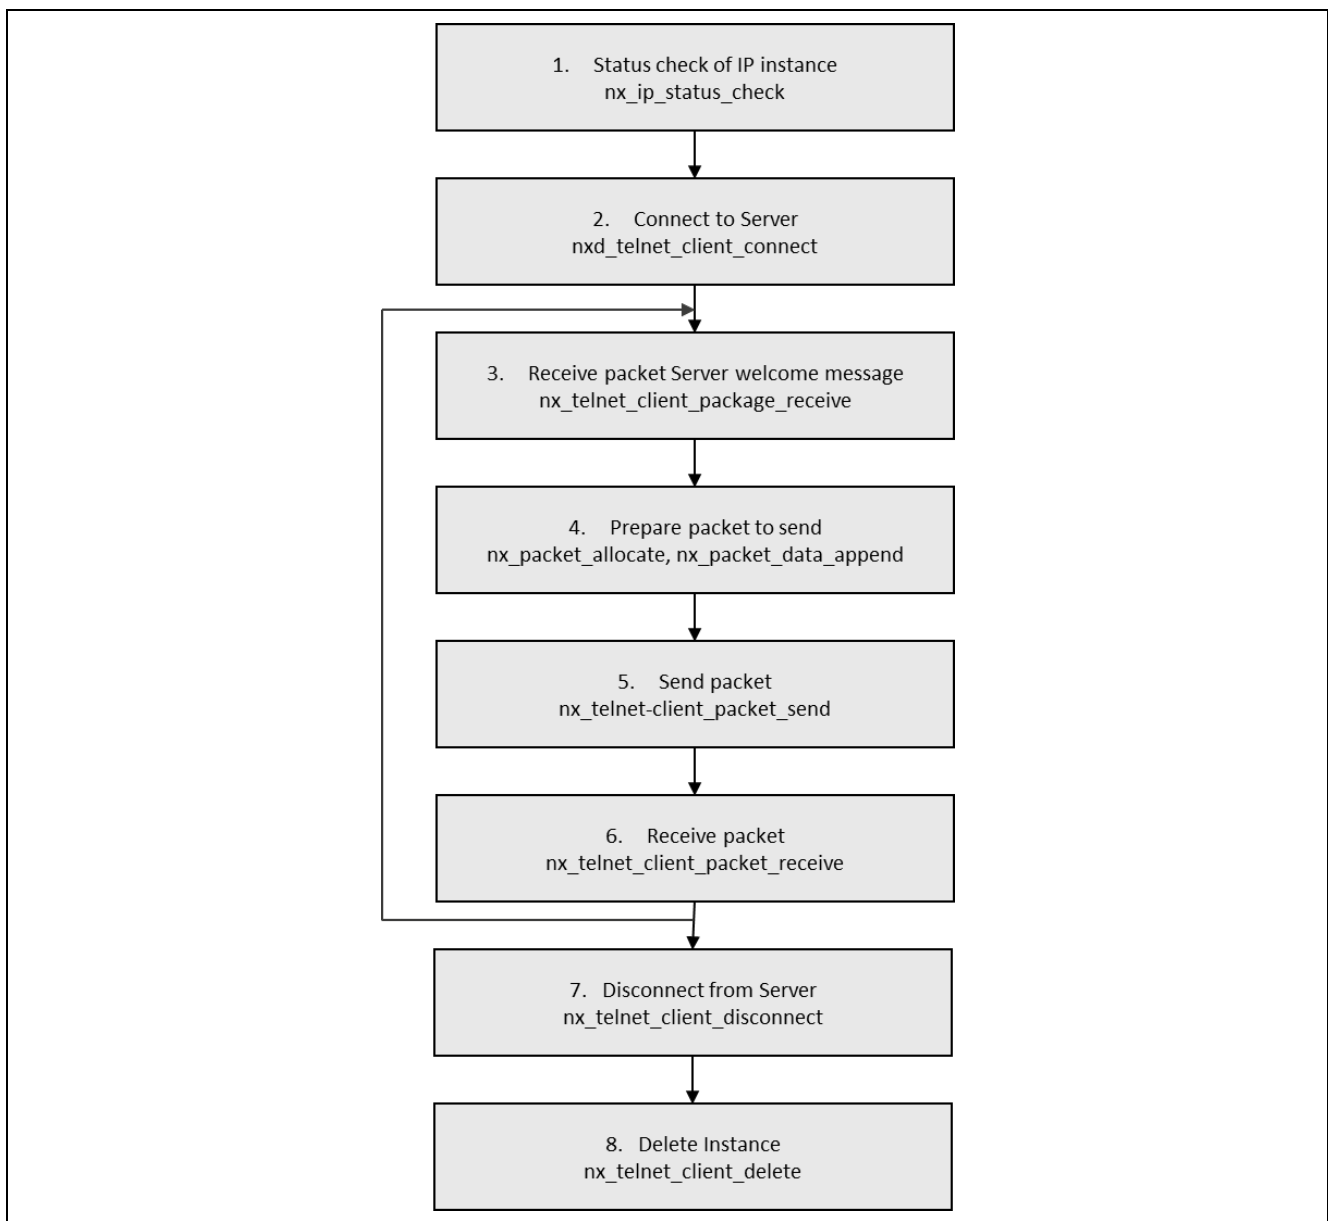 1. Status check of IP instance
nx_ip_status_check
2. Connect to Server
nxd_telnet_client_connect
3. Receive packet Server welcome message
nx_telnet_client_package_receive
4. Prepare packet to send
nx_packet_allocate, nx_packet_data_append
5. Send packet
nx_telnet-client_packet_send
6. Receive packet
nx_telnet_client_packet_receive
7. Disconnect from Server
nx_telnet_client_disconnect
8. Delete Instance
nx_telnet_client_delete